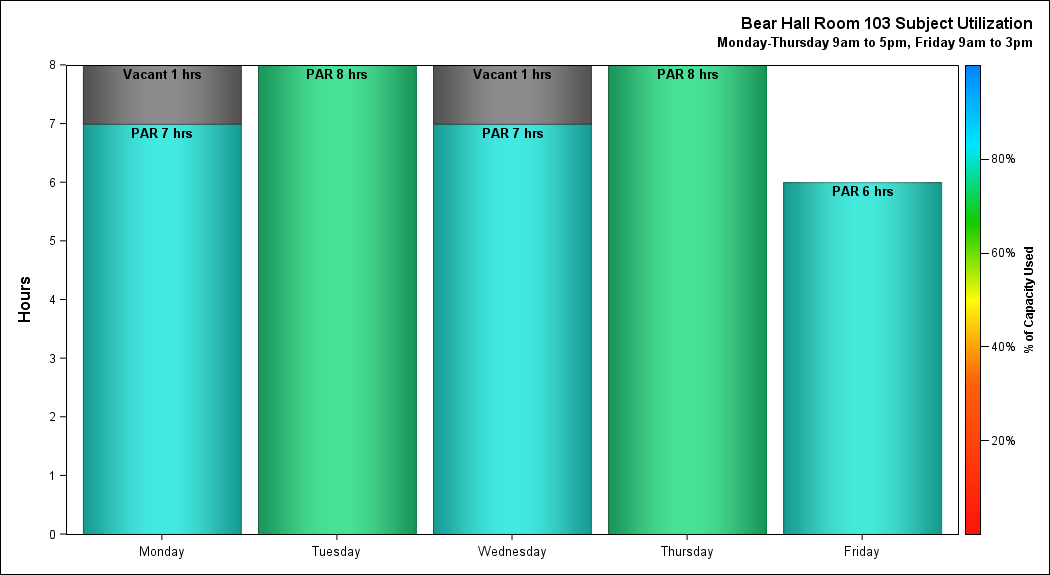 Bear Hall Room 103 Subject Utilization
Monday-Thursday 9am to 5pm, Friday 9am to 3pm
Hours
8
7
6
5
4
3
2
1
0
Vacant 1 hrs
PAR 7 hrs
PAR 8 hrs
Vacant 1 hrs
PAR 7 hrs
PAR 8 hrs
PAR 6 hrs
Monday
Tuesday
Wednesday
Thursday
Friday
80%
60%
40%
20%
% of Capacity Used